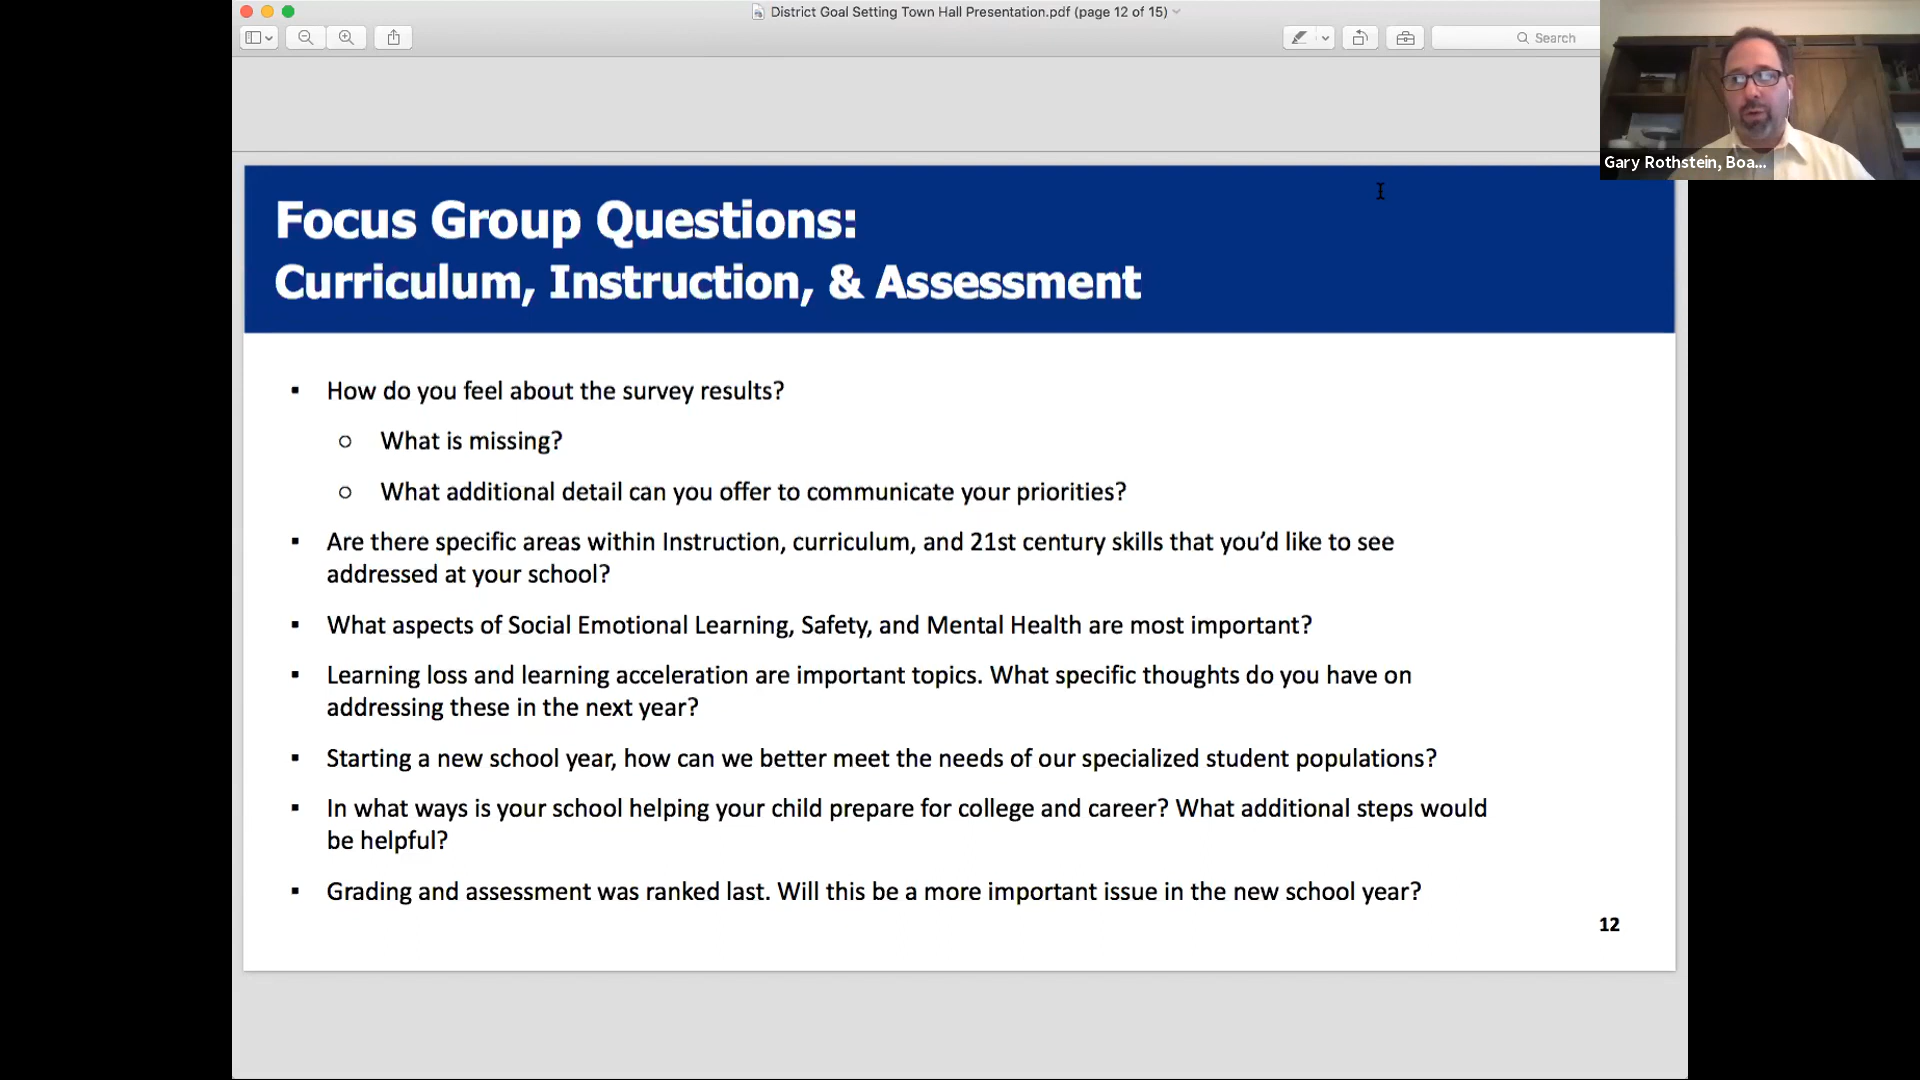 District Goal Setting Town Hall Presentation.pdf (page 12 of 15)
Search
Gary Rothstein, Boa...
Focus Group Questions:
Curriculum, Instruction, & Assessment
▪ How do you feel about the survey results?
○ What is missing?
○ What additional detail can you offer to communicate your priorities?
▪ Are there specific areas within Instruction, curriculum, and 21st century skills that you’d like to see
addressed at your school?
▪ What aspects of Social Emotional Learning, Safety, and Mental Health are most important?
▪ Learning loss and learning acceleration are important topics. What specific thoughts do you have on
addressing these in the next year?
▪ Starting a new school year, how can we better meet the needs of our specialized student populations?
▪ In what ways is your school helping your child prepare for college and career? What additional steps would
be helpful?
▪ Grading and assessment was ranked last. Will this be a more important issue in the new school year?
12